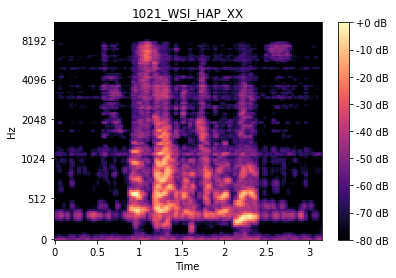 1021_WSI_HAP_XX
Hz
8192
4096
2048
1024
512
0
0 0.5 1 1.5 2 2.5 3
Time
+0 dB
-10 dB
-20 dB
-30 dB
-40 dB
-50 dB
-60 dB
-70 dB
-80 dB